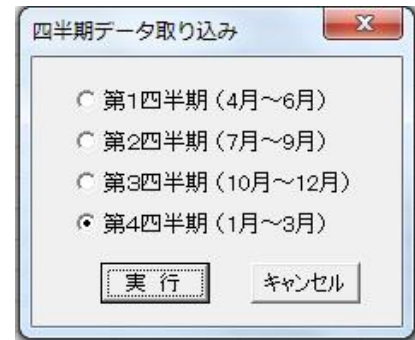 四半期データ取り込み
第1四半期(4月～6月)
第2四半期(7月～9月)
第3四半期(10月～12月)
第4四半期(1月～3月)
実 行
キャンセル